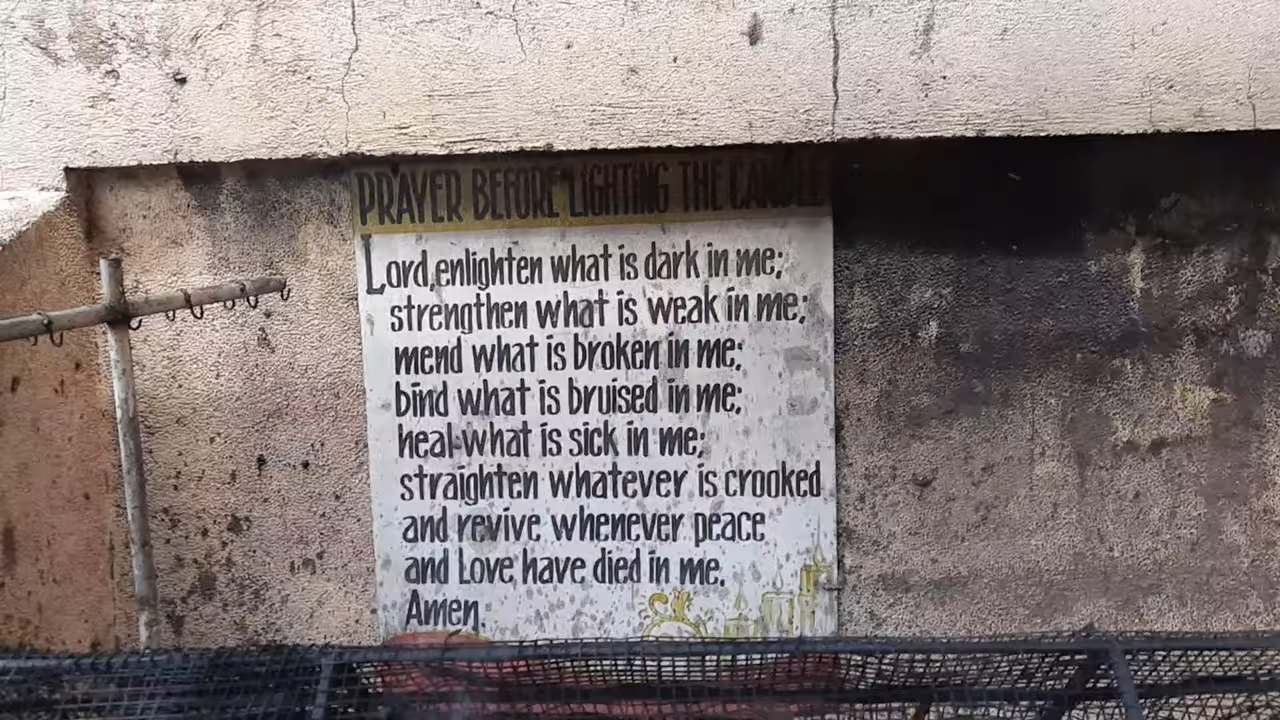 PRAYER BEFORE LIGHTING THE CANDLE
Lord, enlighten what is dark in me;
strengthen what is weak in me;
mend what is broken in me;
bind what is bruised in me;
heal what is sick in me;
straighten whatever is crooked
and revive whenever peace
and Love have died in me.
Amen.